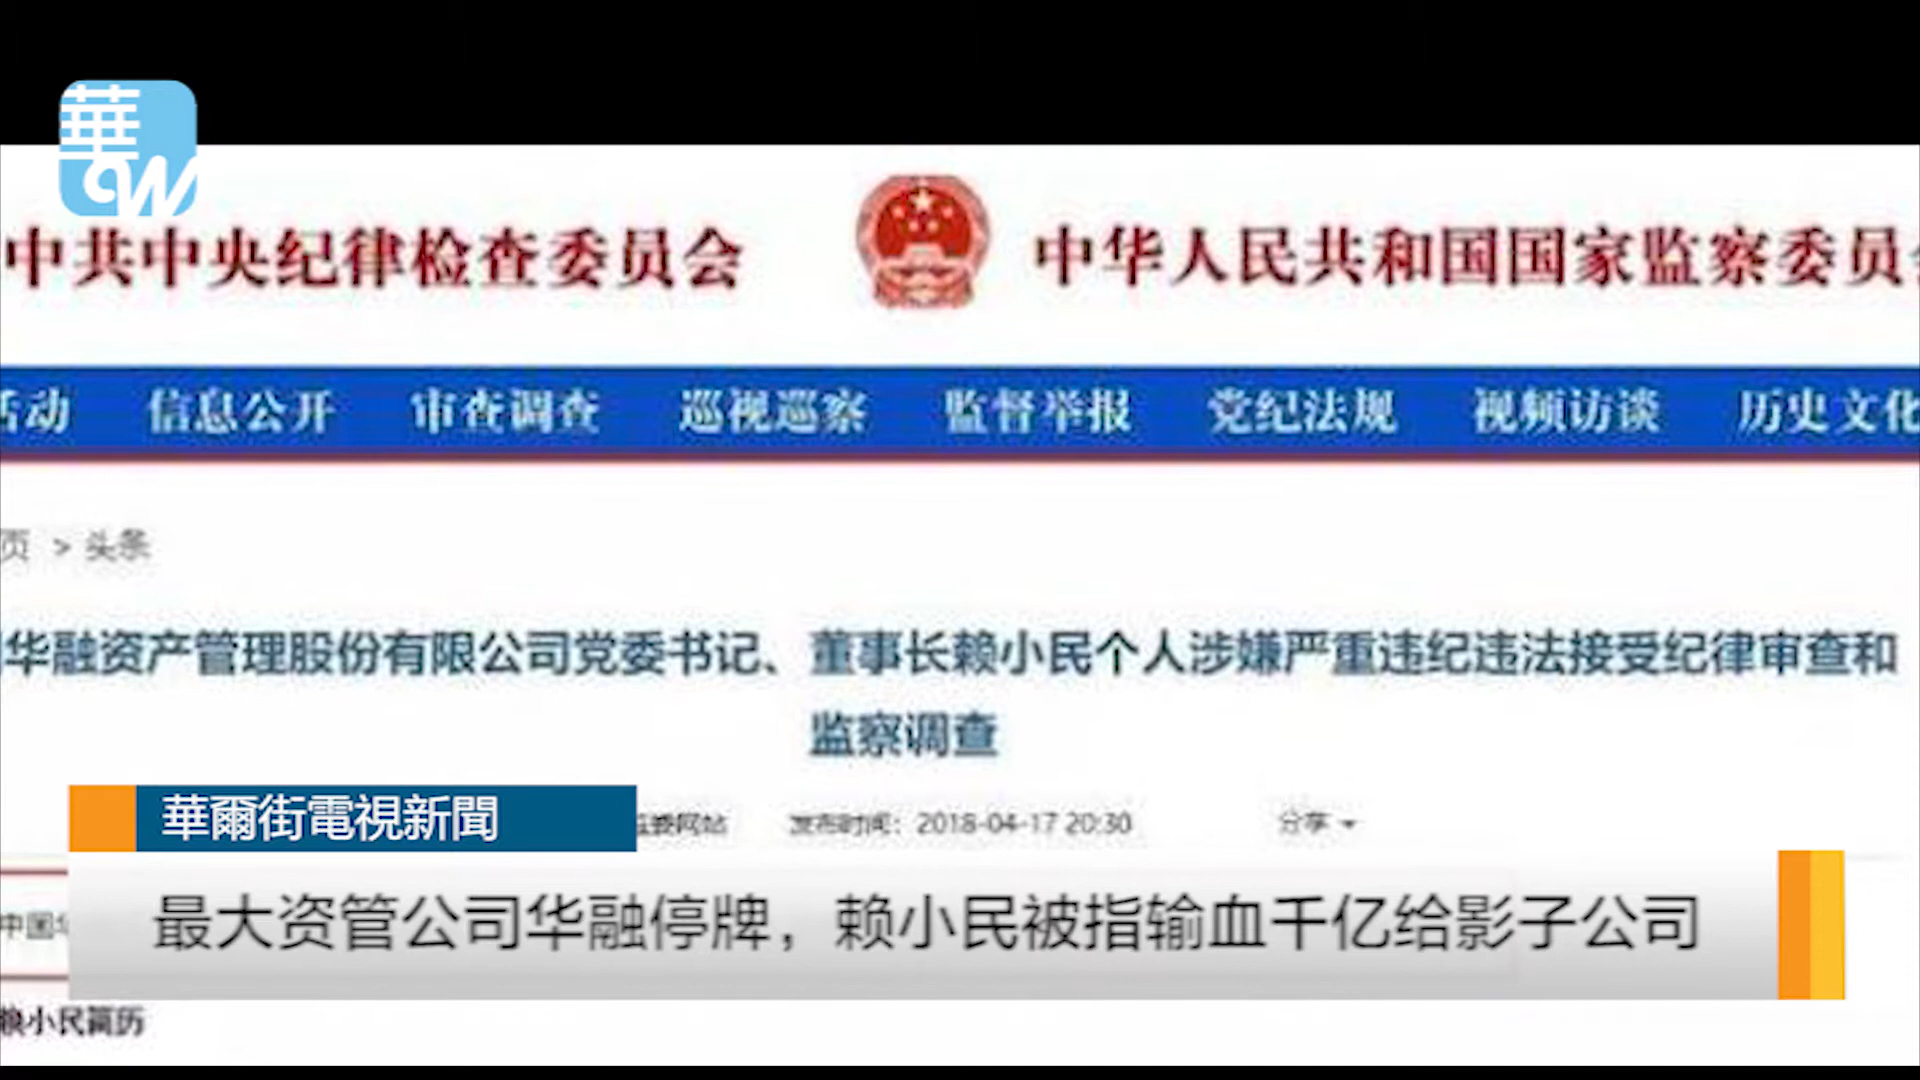 華
W
中共中央纪律检查委员会
中华人民共和国国家监察委员会
活动 信息公开 审查调查 巡视巡察 监督举报 党纪法规 视频访谈 历史文化
页 > 头条
华融资产管理股份有限公司党委书记、董事长赖小民个人涉嫌严重违纪违法接受纪律审查和
监察调查
華爾街電視新聞
监委网站 发布时间：2018-04-17 20:30 分享
最大资管公司华融停牌，赖小民被指输血千亿给影子公司
中国华
赖小民简历